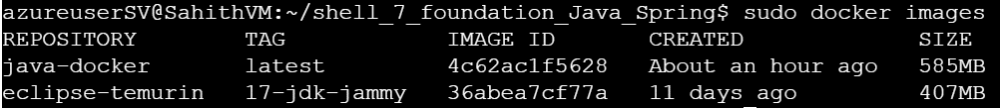 azureuserSV@SahithVM:~/shell_7_foundation_Java_Spring$ sudo docker images
REPOSITORY TAG IMAGE ID CREATED SIZE
java-docker latest 4c62ac1f5628 About an hour ago 585MB
eclipse-temurin 17-jdk-jammy 36abea7cf77a 11 days ago 407MB